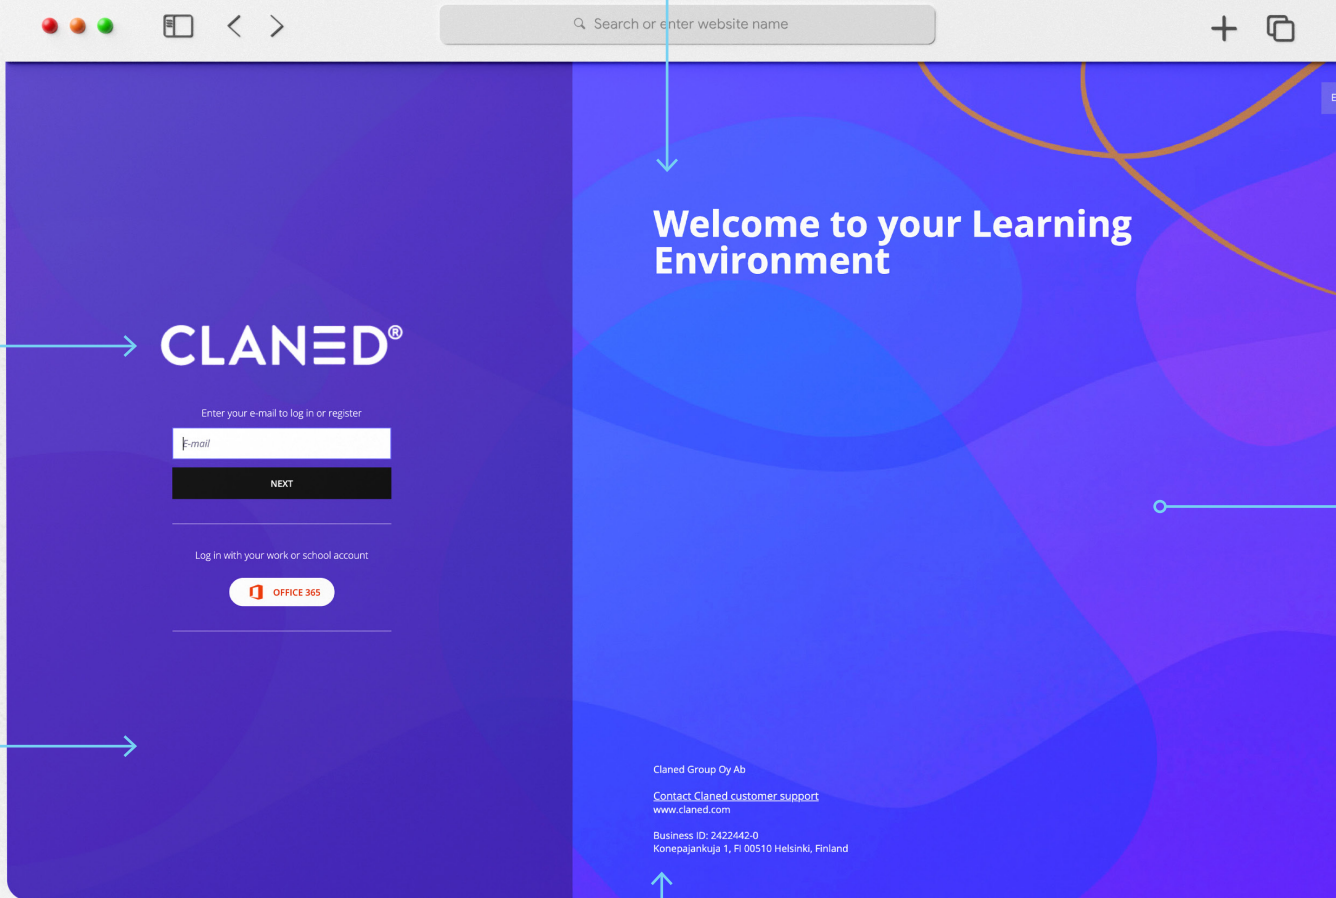 Search or enter website name
E
Welcome to your Learning
Environment
CLANED®
Enter your e-mail to log in or register
E-mail
NEXT
Log in with your work or school account
OFFICE 365
Claned Group Oy Ab
Contact Claned customer support
www.claned.com
Business ID: 2422442-0
Konepajankuja 1, FI 00510 Helsinki, Finland